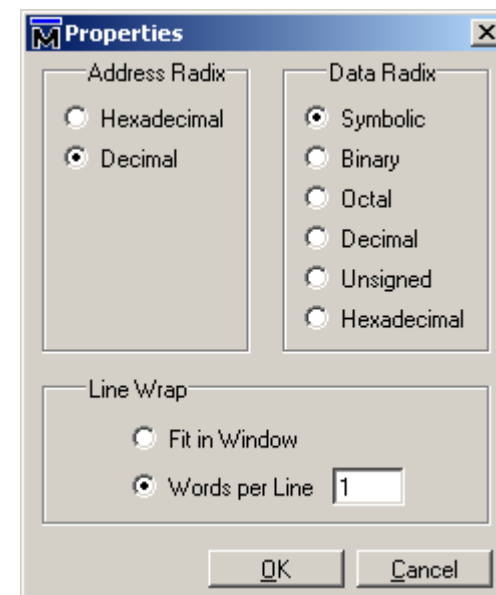 Properties
Address Radix
Hexadecimal
Decimal
Data Radix
Symbolic
Binary
Octal
Decimal
Unsigned
Hexadecimal
Line Wrap
Fit in Window
Words per Line 1
OK Cancel